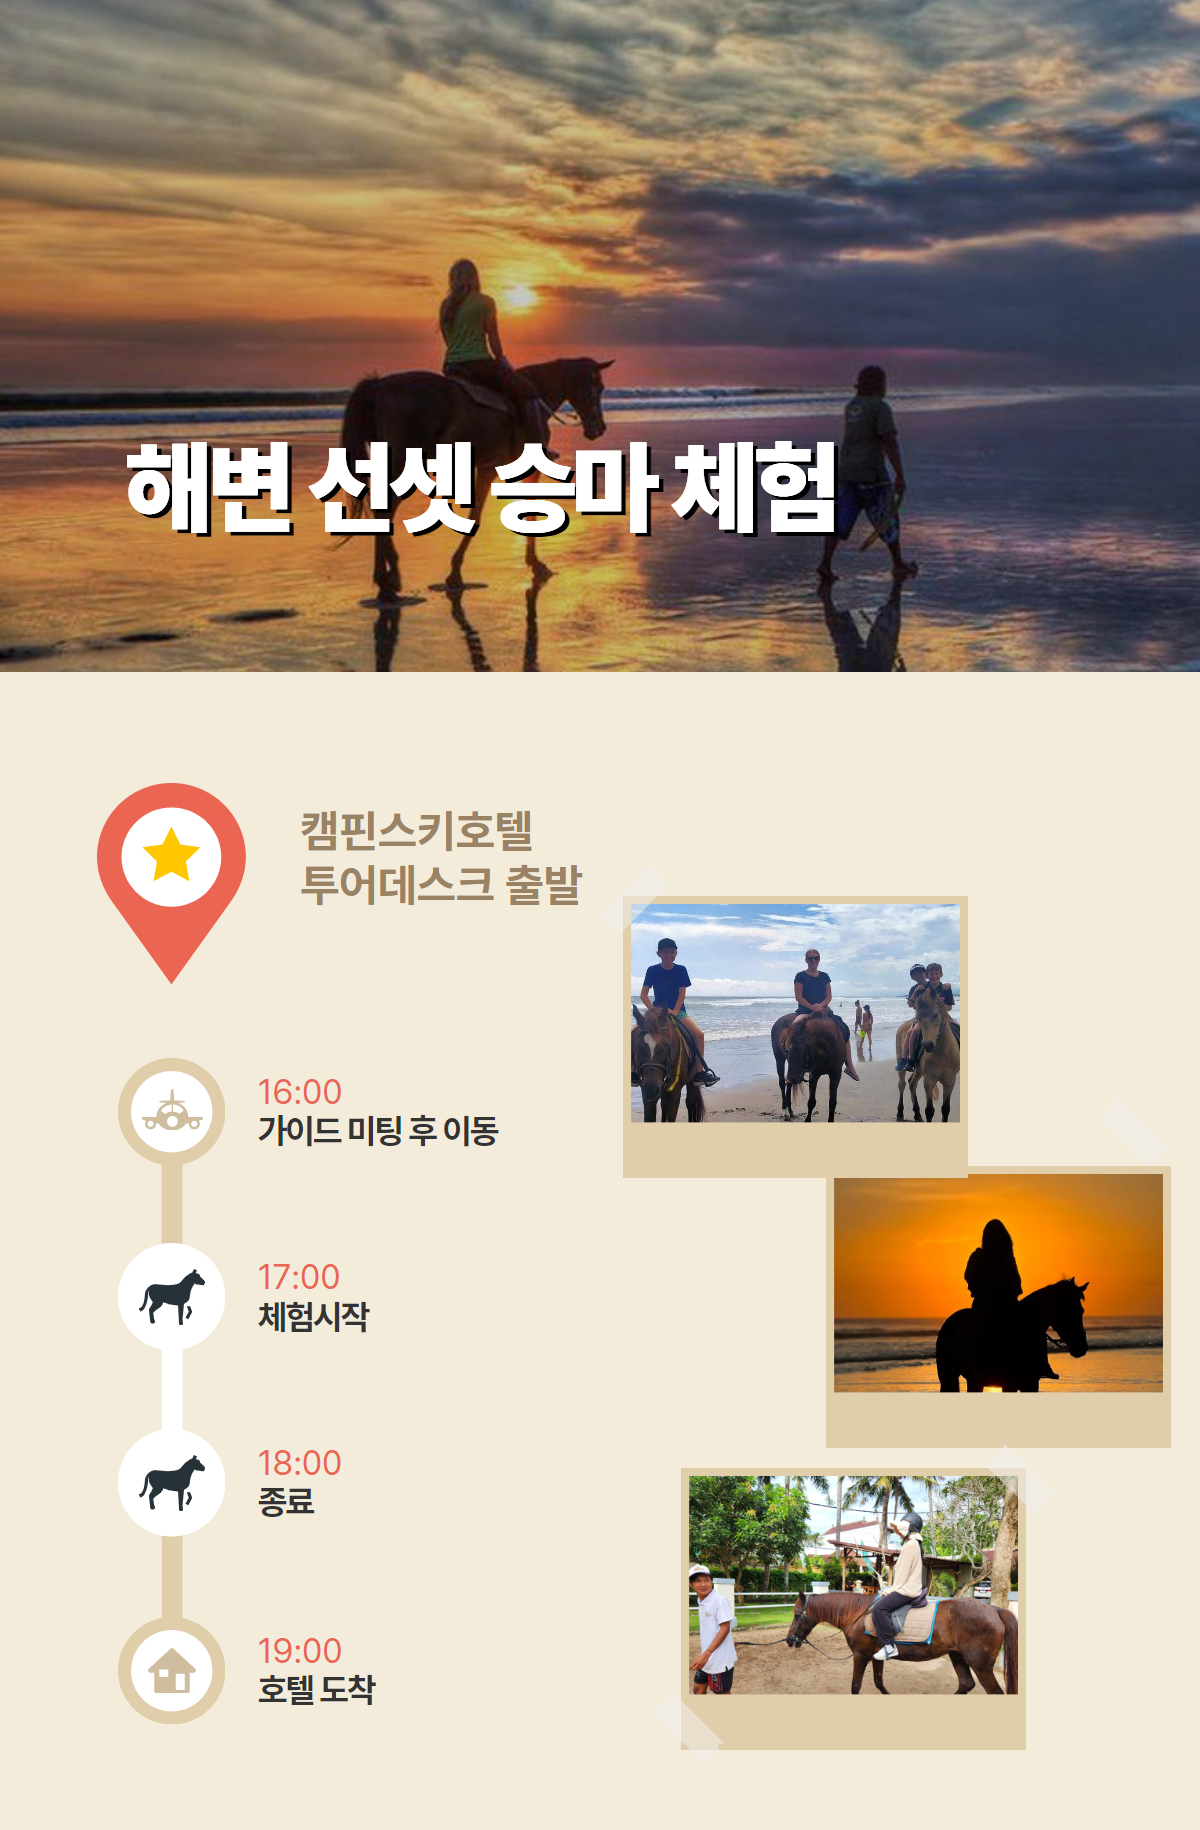 해변 선셋 승마 체험
캠핀스키호텔
투어데스크 출발
16:00
가이드 미팅 후 이동
17:00
체험시작
18:00
종료
19:00
호텔 도착